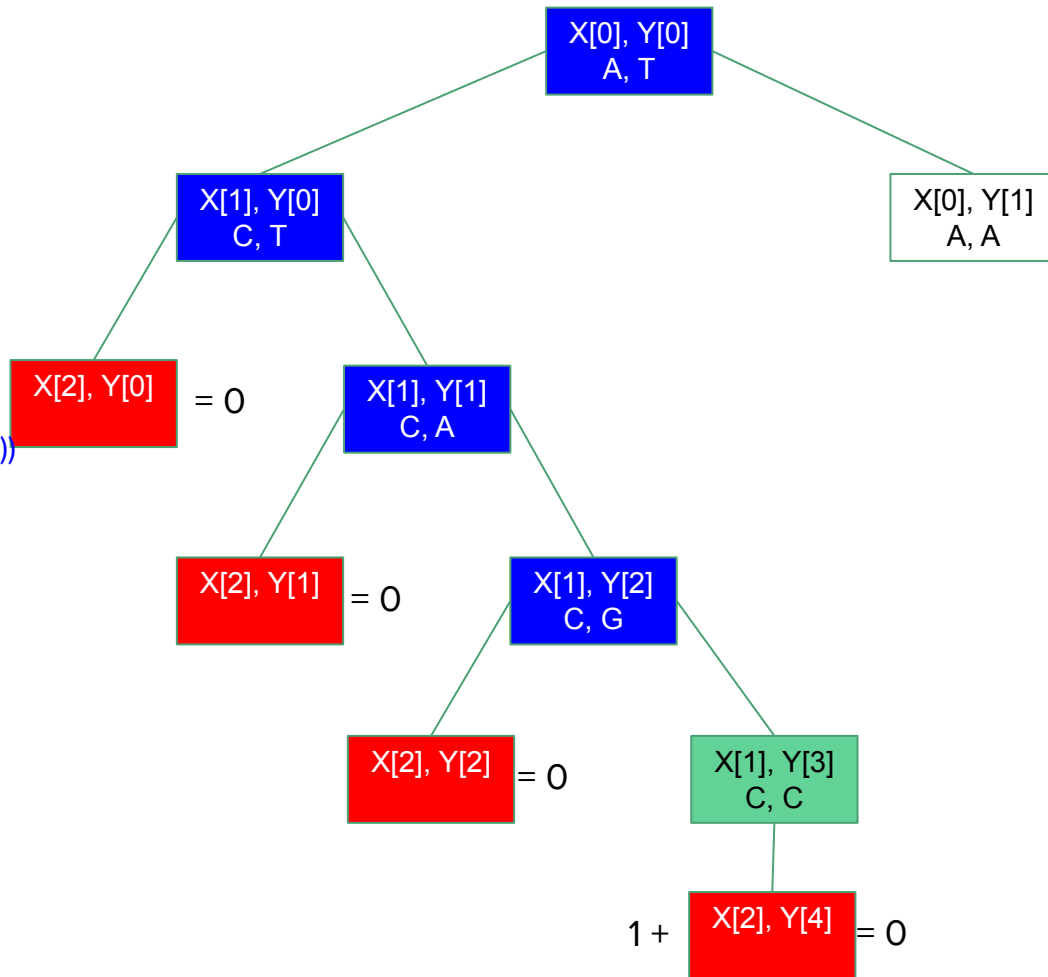 X[0], Y[0]
A, T
X[1], Y[0]
C, T
X[0], Y[1]
A, A
X[2], Y[0]
= 0
))
X[1], Y[1]
C, A
X[2], Y[1]
= 0
X[1], Y[2]
C, G
X[2], Y[2]
= 0
X[1], Y[3]
C, C
1 +
X[2], Y[4]
= 0